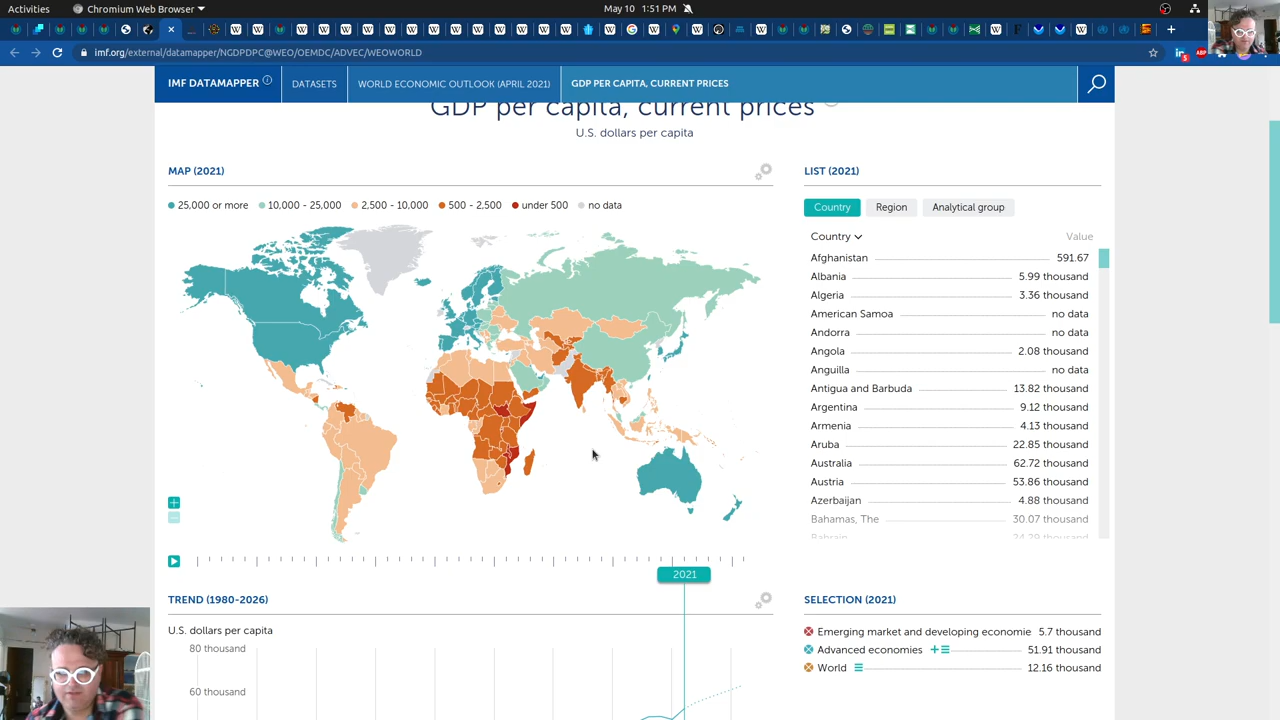 Activities
Chromium Web Browser
May 10 1:51 PM
imf.org/external/datamapper/NGDPDPC@WEO/OEMDC/ADVEC/WEOWORLD
IMF DATAMAPPER
DATASETS
WORLD ECONOMIC OUTLOOK (APRIL 2021)
GDP PER CAPITA, CURRENT PRICES
GDP per capita, current prices
U.S. dollars per capita
MAP (2021)
25,000 or more
10,000 - 25,000
2,500 - 10,000
500 - 2,500
under 500
no data
2021
LIST (2021)
Country
Region
Analytical group
Country Value
Afghanistan 591.67
Albania 5.99 thousand
Algeria 3.36 thousand
American Samoa no data
Andorra no data
Angola 2.08 thousand
Anguilla no data
Antigua and Barbuda 13.82 thousand
Argentina 9.12 thousand
Armenia 4.13 thousand
Aruba 22.85 thousand
Australia 62.72 thousand
Austria 53.86 thousand
Azerbaijan 4.88 thousand
Bahamas, The 30.07 thousand
TREND (1980-2026)
U.S. dollars per capita
80 thousand
60 thousand
SELECTION (2021)
Emerging market and developing economie 5.7 thousand
Advanced economies 51.91 thousand
World 12.16 thousand